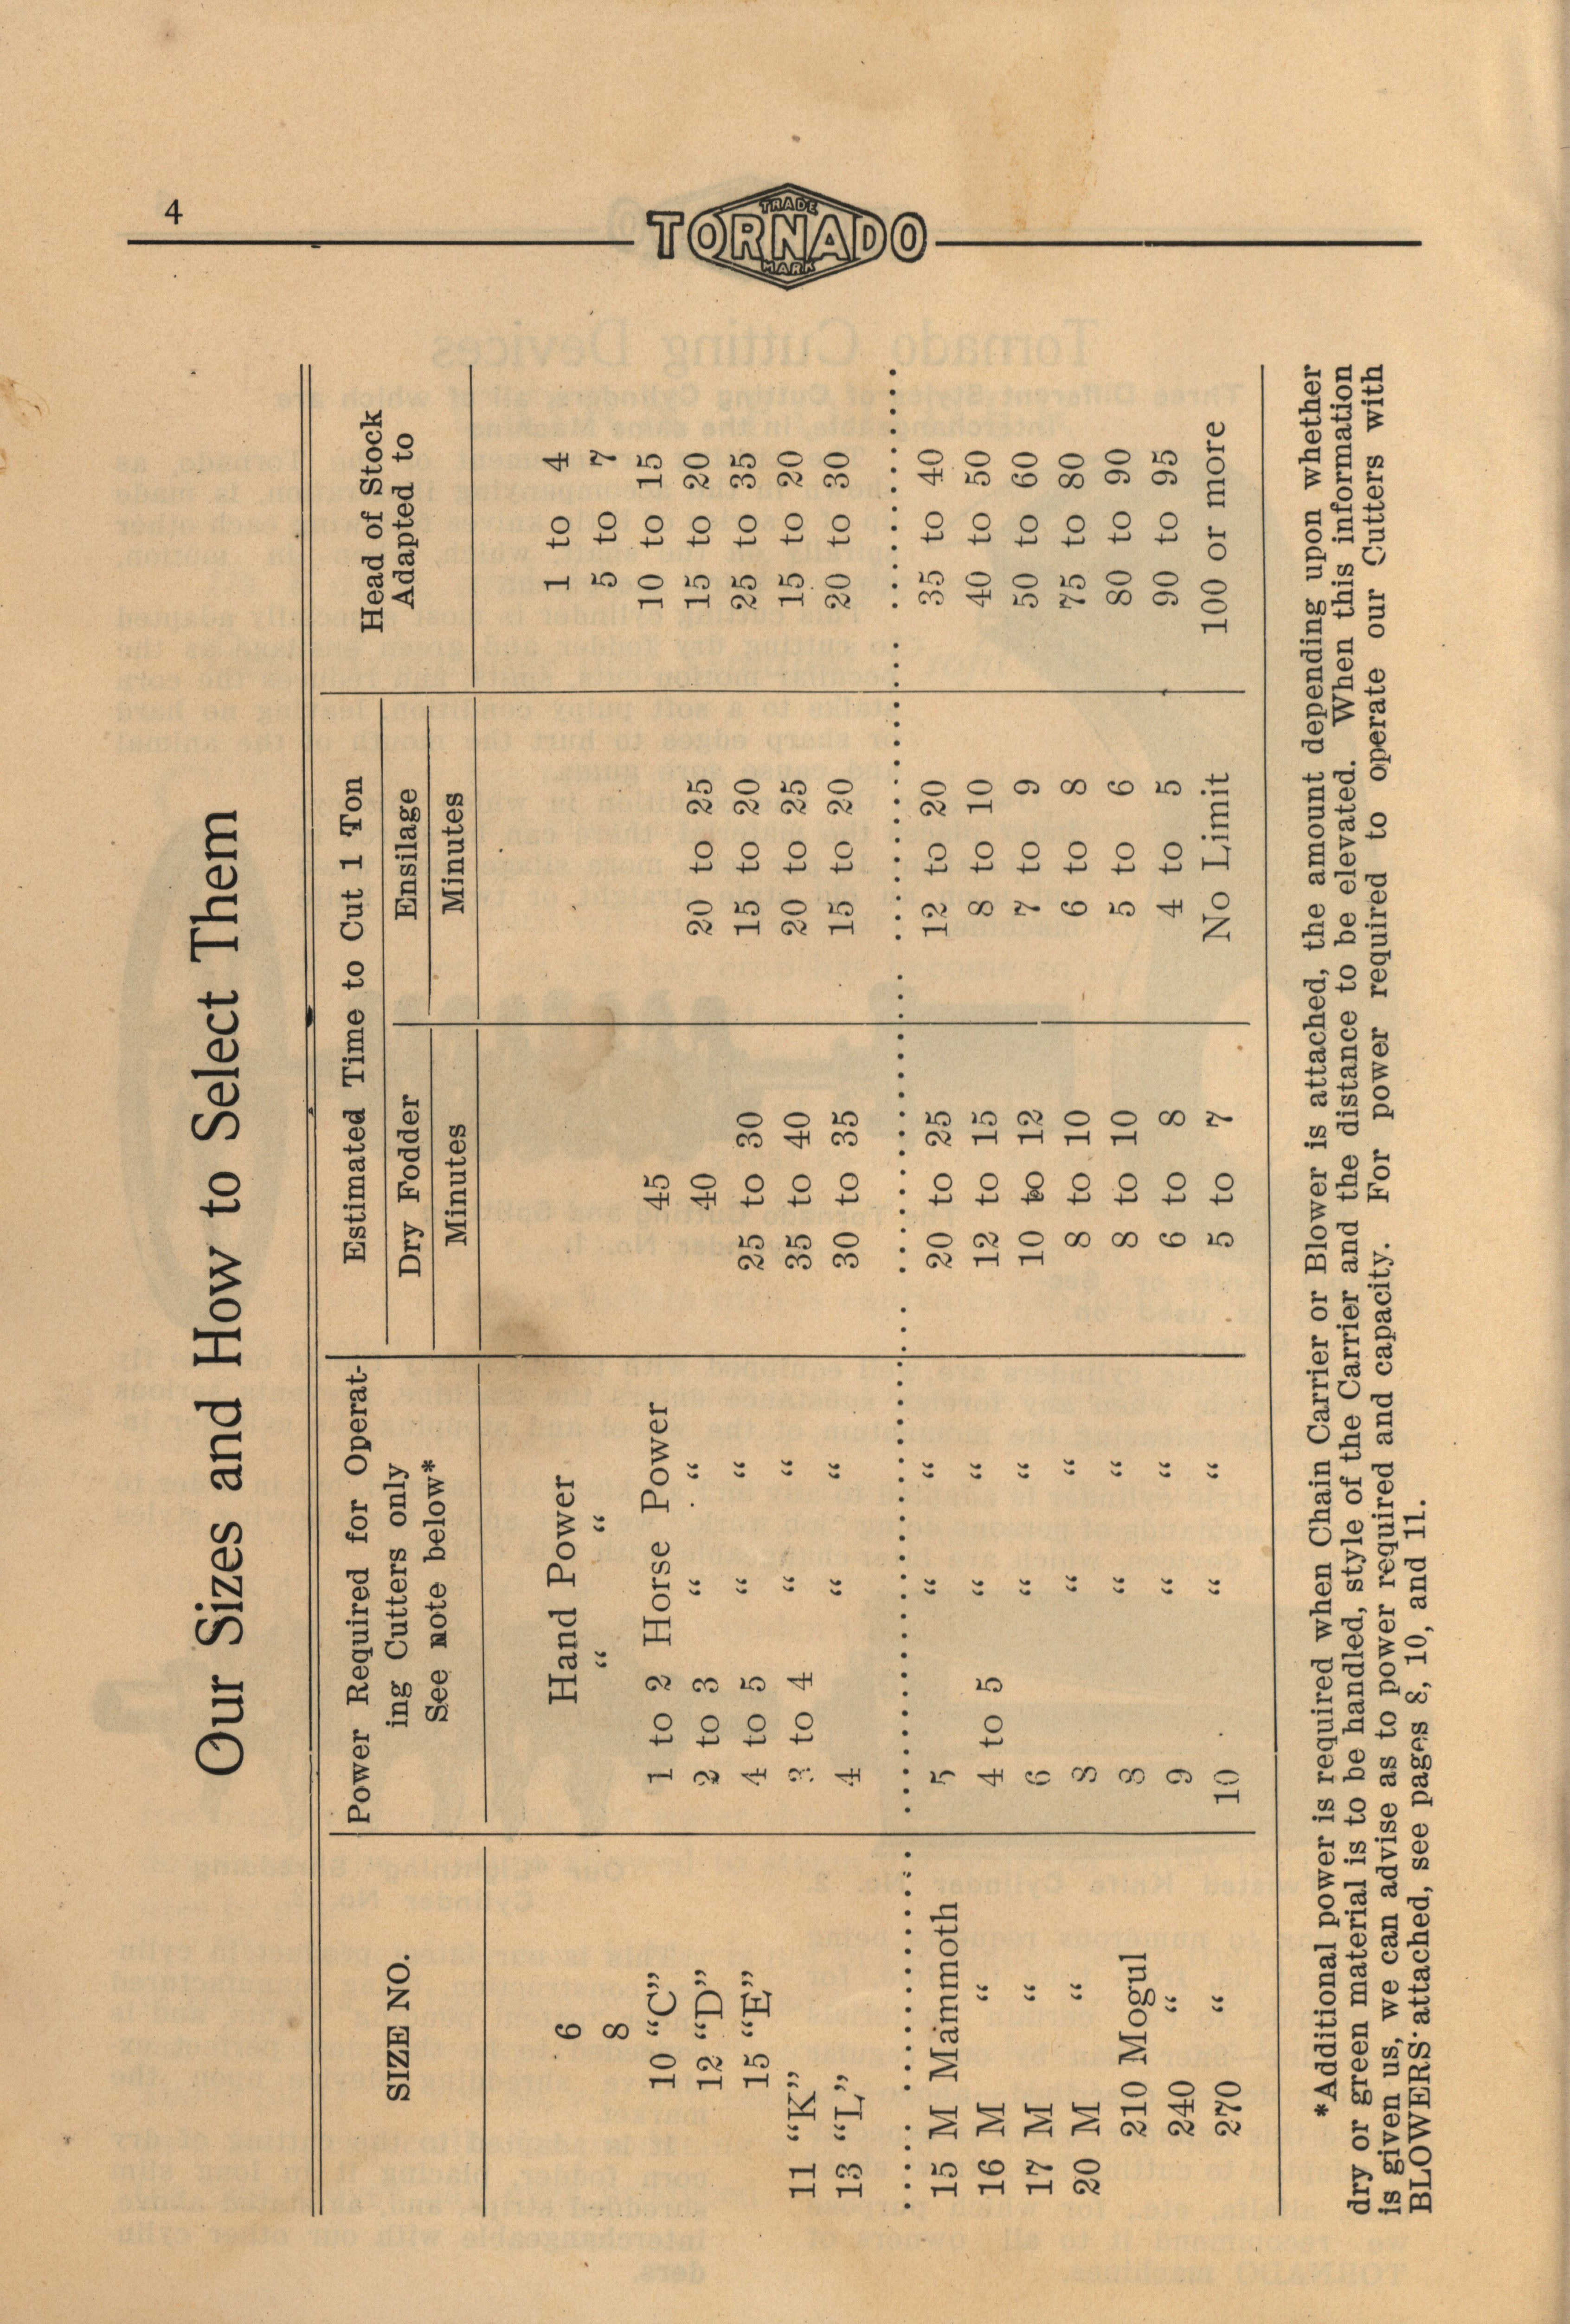 4
TRADE
TORNADO
MARK
Our Sizes and How to Select Them
SIZE NO. Power Required for Operat- Estimated Time to Cut 1 Ton Head of Stock
ing Cutters only Dry Fodder Ensilage Adapted to
See note below* Minutes Minutes
6 Hand Power 1 to 4
8 “ “ 5 to 7
10 “C” 1 to 2 Horse Power 45 10 to 15
12 “D” 2 to 3 “ “ 40 20 to 25 15 to 20
15 “E” 4 to 5 “ “ 25 to 30 15 to 20 25 to 35
11 “K” 3 to 4 “ “ 35 to 40 20 to 25 15 to 20
13 “L” 4 “ “ 30 to 35 15 to 20 20 to 30
15 M Mammoth 5 “ “ 20 to 25 12 to 20 35 to 40
16 M “ 4 to 5 “ “ 12 to 15 8 to 10 40 to 50
17 M “ 6 “ “ 10 to 12 7 to 9 50 to 60
20 M “ 8 “ “ 8 to 10 6 to 8 75 to 80
210 Mogul 8 “ “ 8 to 10 5 to 6 80 to 90
240 “ 9 “ “ 6 to 8 4 to 5 90 to 95
270 “ 10 “ “ 5 to 7 No Limit 100 or more
*Additional power is required when Chain Carrier or Blower is attached, the amount depending upon whether
dry or green material is to be handled, style of the Carrier and the distance to be elevated. When this information
is given us, we can advise as to power required and capacity. For power required to operate our Cutters with
BLOWERS attached, see pages 8, 10, and 11.